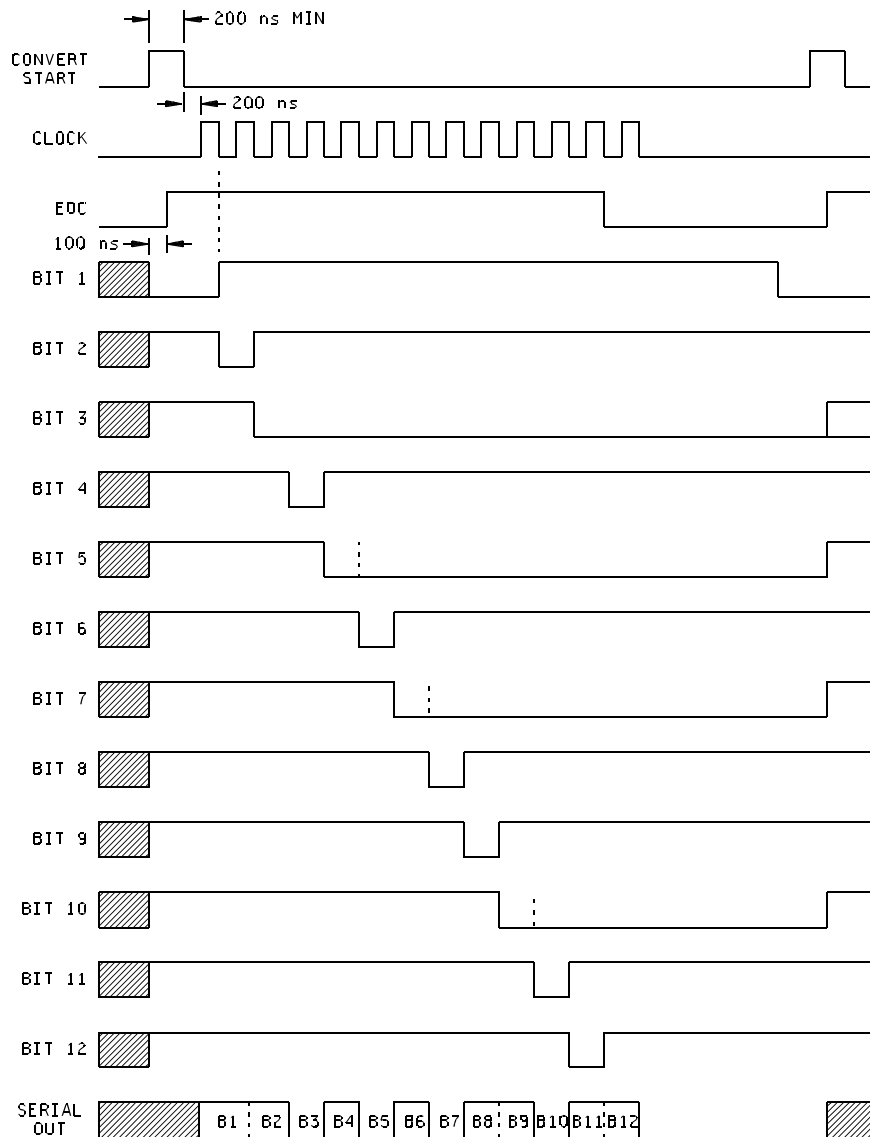 200 ns MIN
CONVERT
START
200 ns
CLOCK
EOC
100 ns
BIT 1
BIT 2
BIT 3
BIT 4
BIT 5
BIT 6
BIT 7
BIT 8
BIT 9
BIT 10
BIT 11
BIT 12
SERIAL
OUT
B1 B2 B3 B4 B5 B6 B7 B8 B9 B10 B11 B12